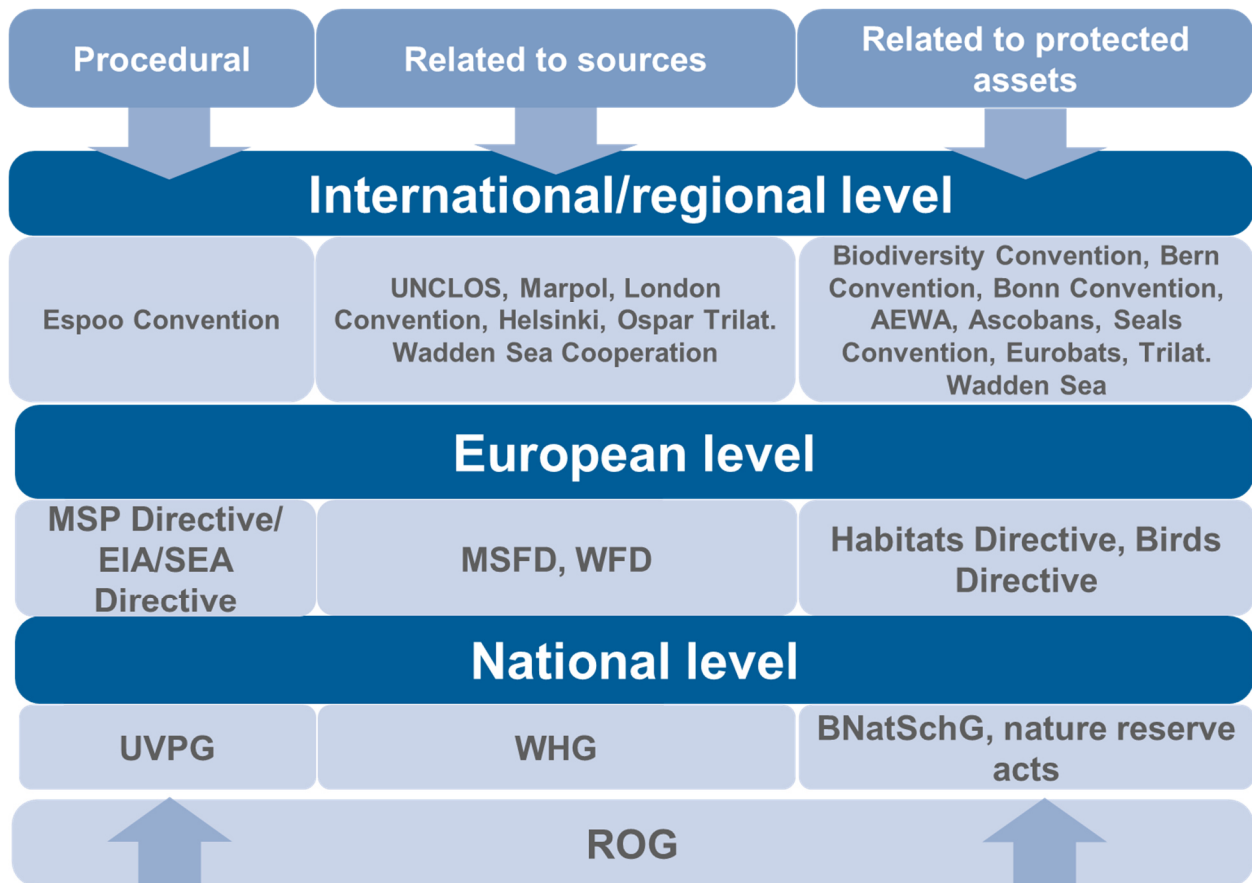 Procedural
Related to sources
Related to protected
assets
International/regional level
Espoo Convention
UNCLOS, Marpol, London
Convention, Helsinki, Ospar Trilat.
Wadden Sea Cooperation
Biodiversity Convention, Bern
Convention, Bonn Convention,
AEWA, Ascobans, Seals
Convention, Eurobats, Trilat.
Wadden Sea
European level
MSP Directive/
EIA/SEA
Directive
MSFD, WFD
Habitats Directive, Birds
Directive
National level
UVPG
WHG
BNatSchG, nature reserve
acts
ROG